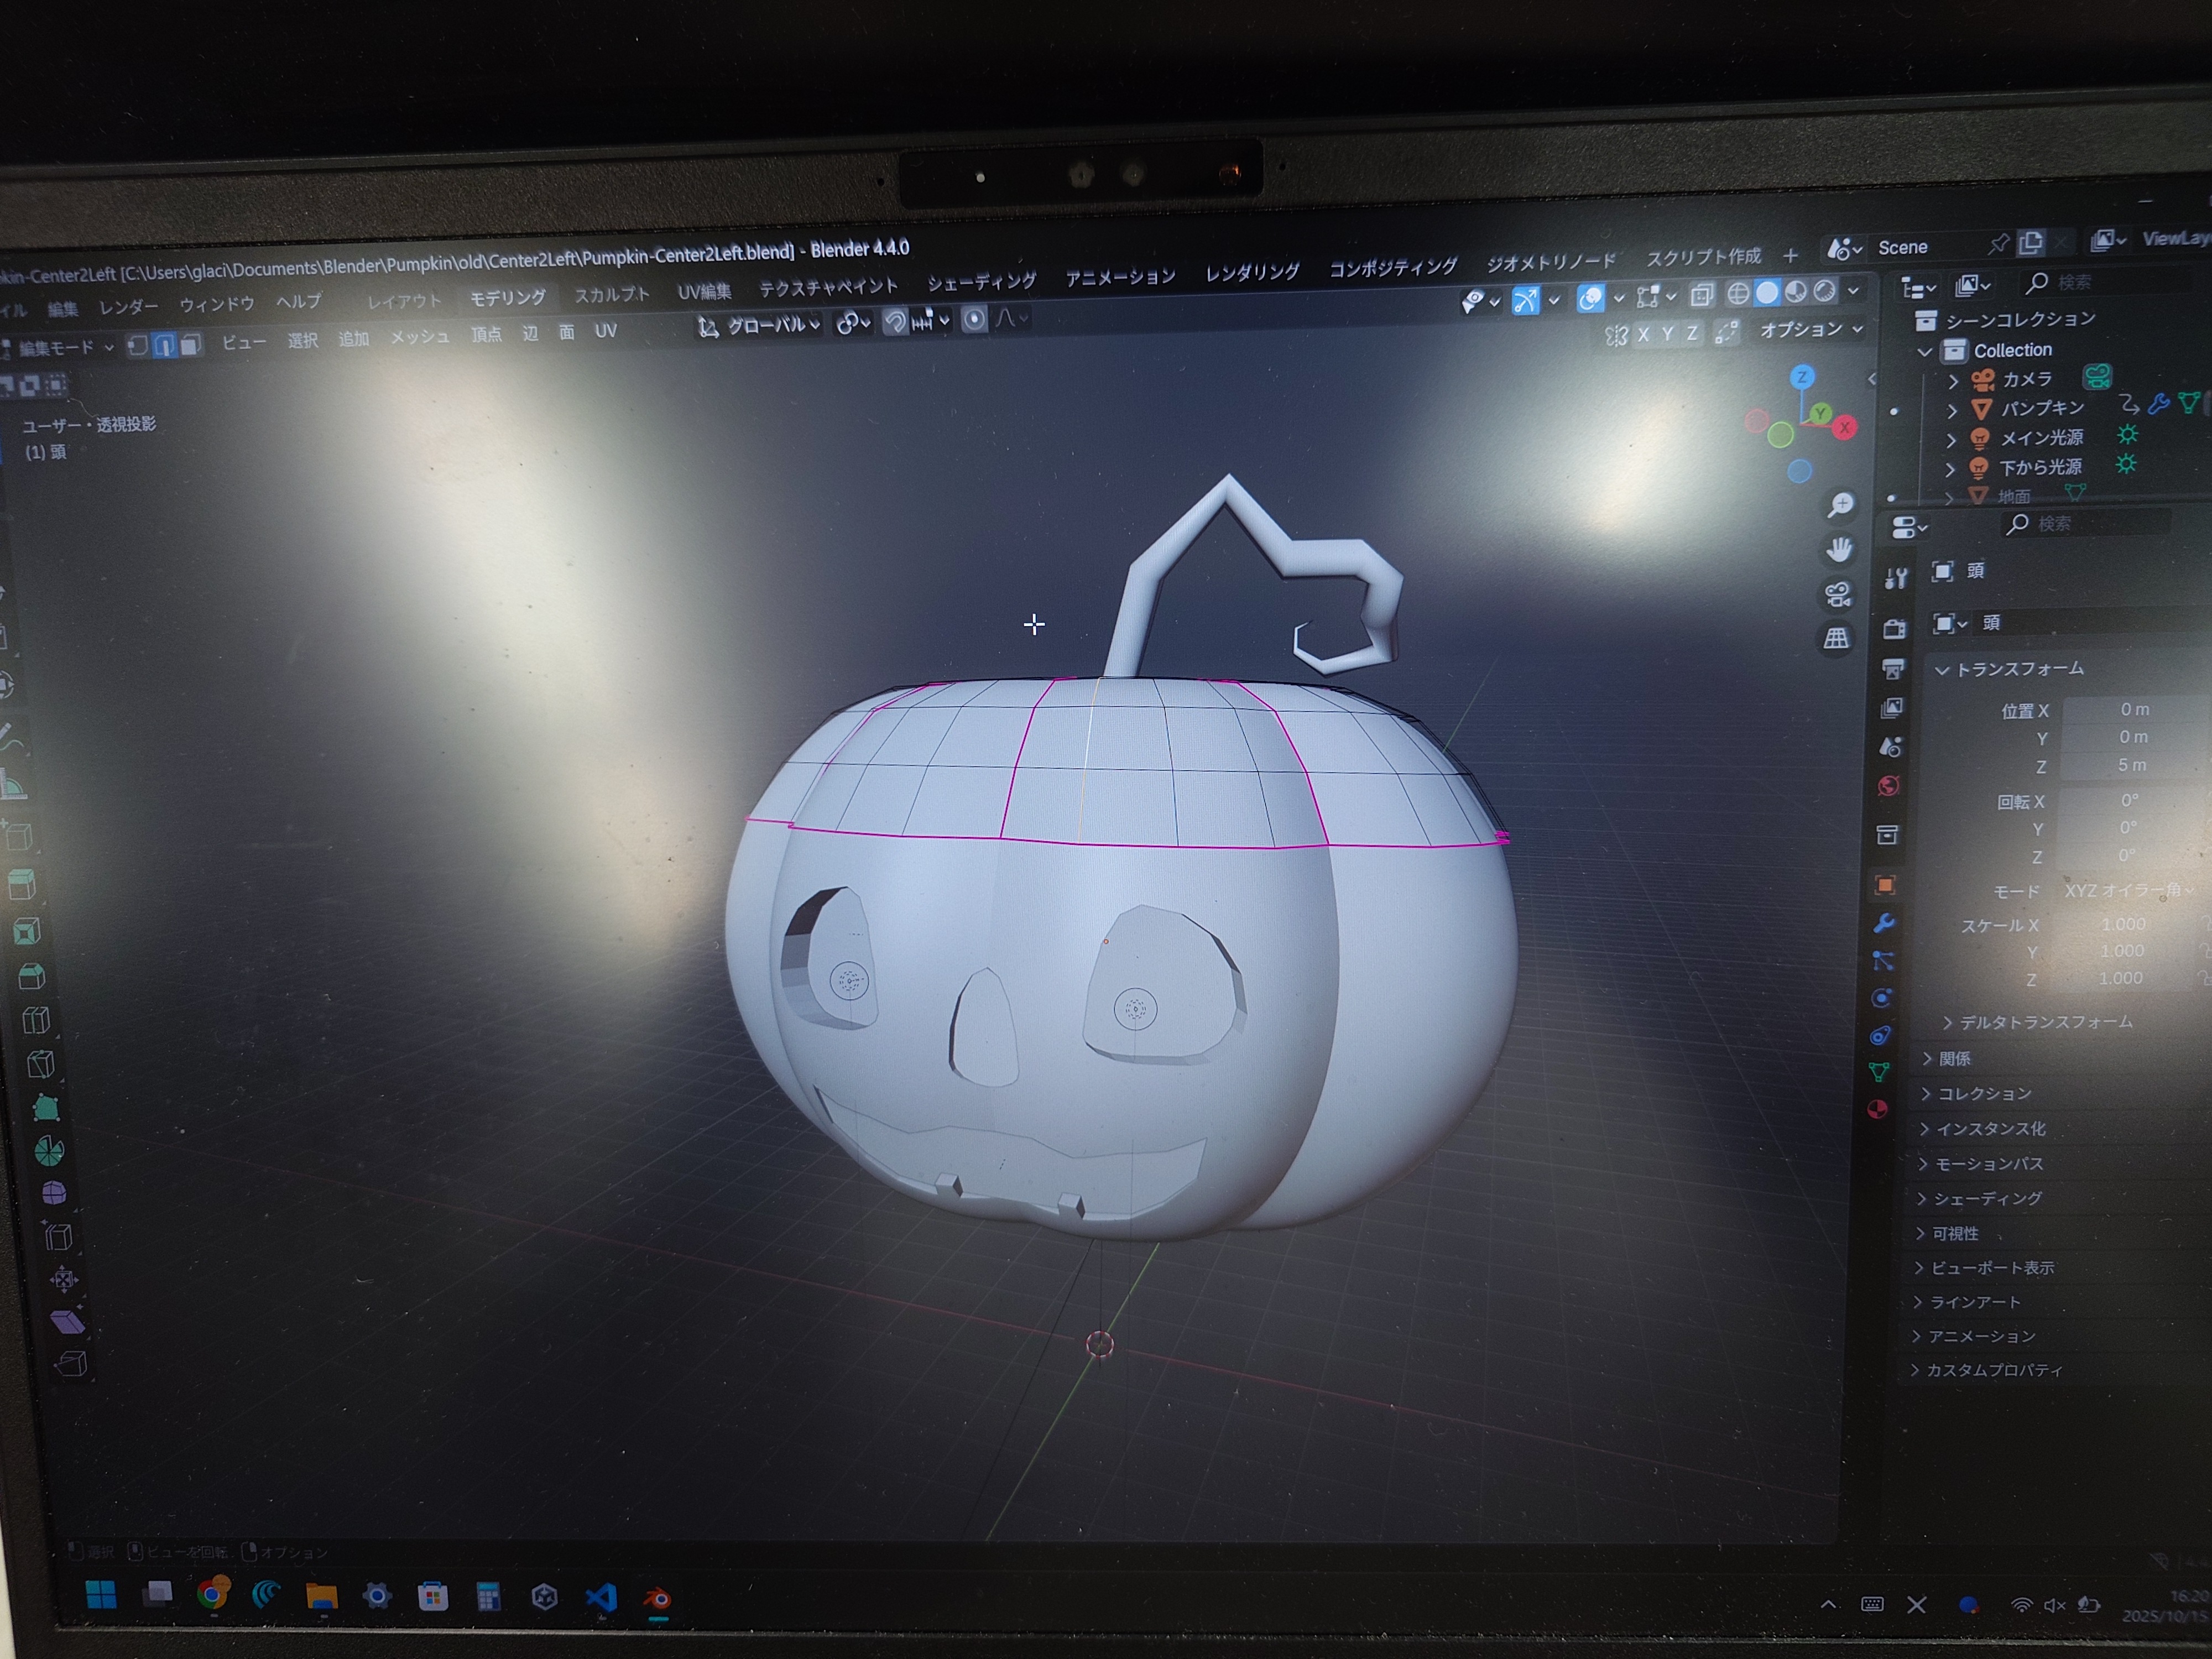 kin-Center2Left [C:\Users\glaci\Documents\Blender\Pumpkin\old\Center2Left\Pumpkin-Center2Left.blend] - Blender 4.4.0
イル 編集 レンダー ウィンドウ ヘルプ レイアウト モデリング スカルプト UV編集 テクスチャペイント シェーディング アニメーション レンダリング コンポジティング ジオメトリノード スクリプト作成 + Scene ViewLay
編集モード ビュー 選択 追加 メッシュ 頂点 辺 面 UV グローバル
X Y Z オプション
ユーザー・透視投影
(1) 頭
Z
Y
X
検索
シーンコレクション
Collection
カメラ
パンプキン
メイン光源
下から光源
地面
検索
頭
頭
トランスフォーム
位置 X 0 m
Y 0 m
Z 5 m
回転 X 0°
Y 0°
Z 0°
モード XYZ オイラー角
スケール X 1.000
Y 1.000
Z 1.000
デルタトランスフォーム
関係
コレクション
インスタンス化
モーションパス
シェーディング
可視性
ビューポート表示
ラインアート
アニメーション
カスタムプロパティ
選択 ビューを回転 オプション
16:20
2025/10/15